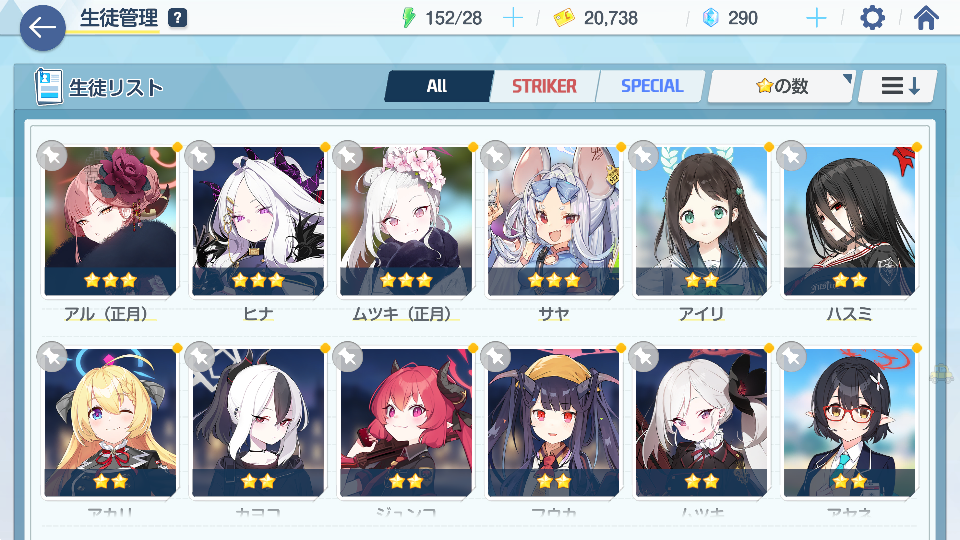 生徒管理 ? 152/28 20,738 290
生徒リスト All STRIKER SPECIAL の数
アル（正月） ヒナ ムツキ（正月） サヤ アイリ ハスミ
アカリ カヨコ ジュンコ フウカ ムツキ アヤネ